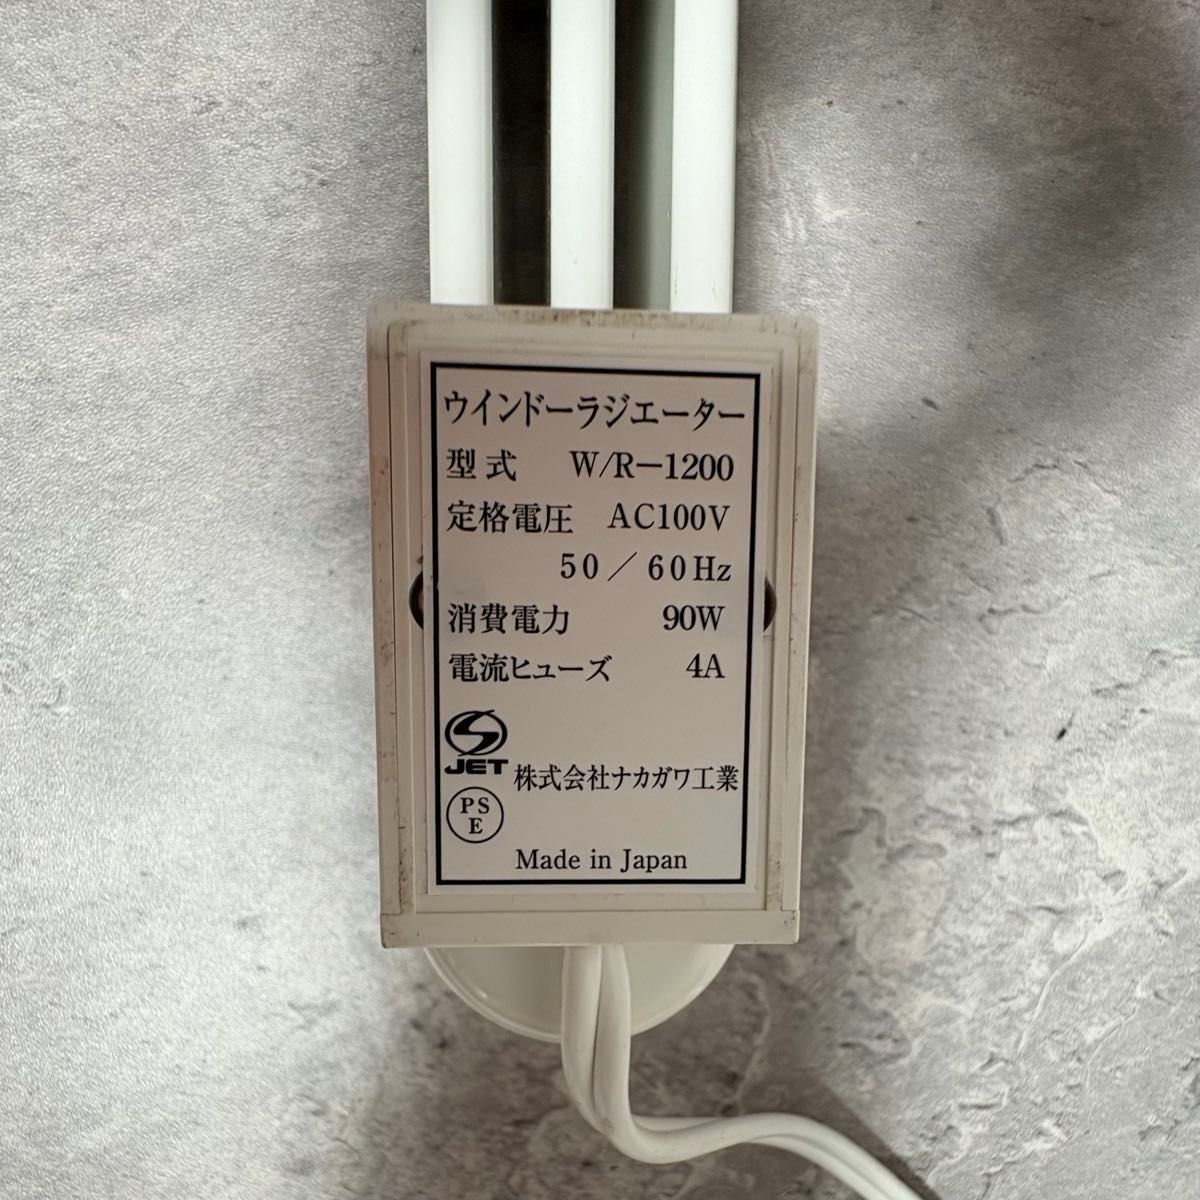 ウインドーラジエーター
型式 W/R-1200
定格電圧 AC100V
50/60Hz
消費電力 90W
電流ヒューズ 4A
JET 株式会社ナカガワ工業
PS
E
Made in Japan